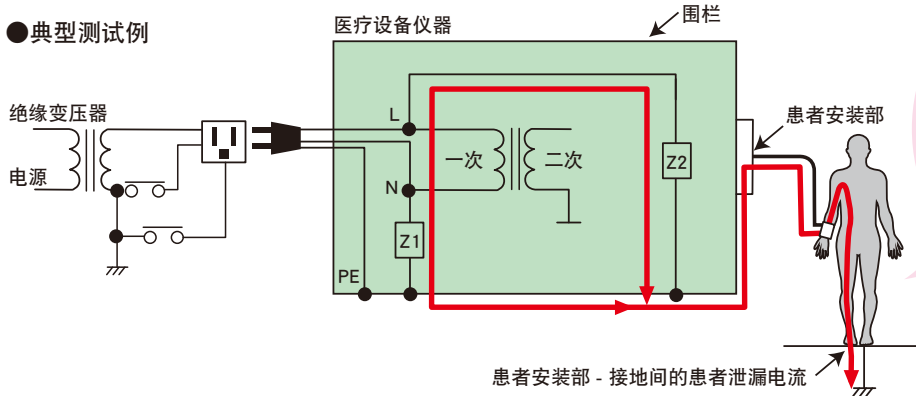 ●典型测试例
医疗设备仪器
围栏
绝缘变压器
L
患者安装部
一次
二次
Z2
电源
N
Z1
PE
患者安装部 - 接地间的患者泄漏电流